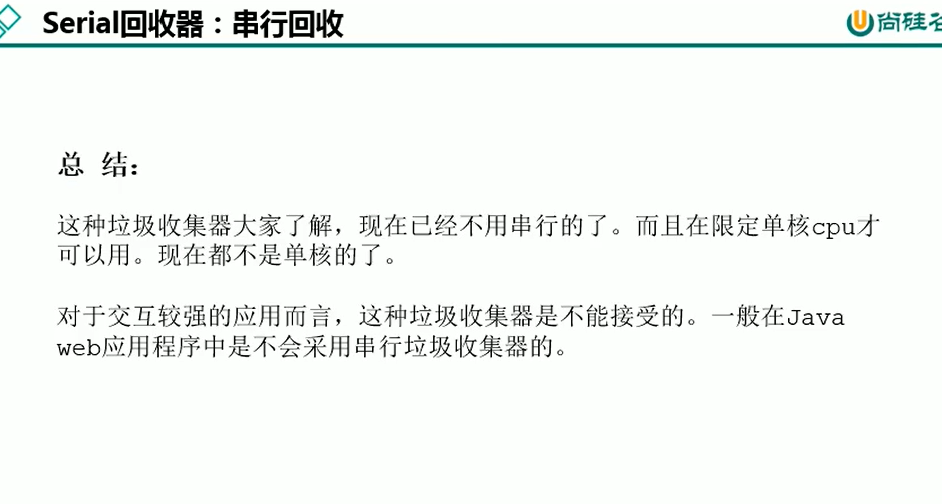 Serial回收器：串行回收
尚硅谷
总 结：
这种垃圾收集器大家了解，现在已经不用串行的了。而且在限定单核cpu才
可以用。现在都不是单核的了。
对于交互较强的应用而言，这种垃圾收集器是不能接受的。一般在Java
web应用程序中是不会采用串行垃圾收集器的。